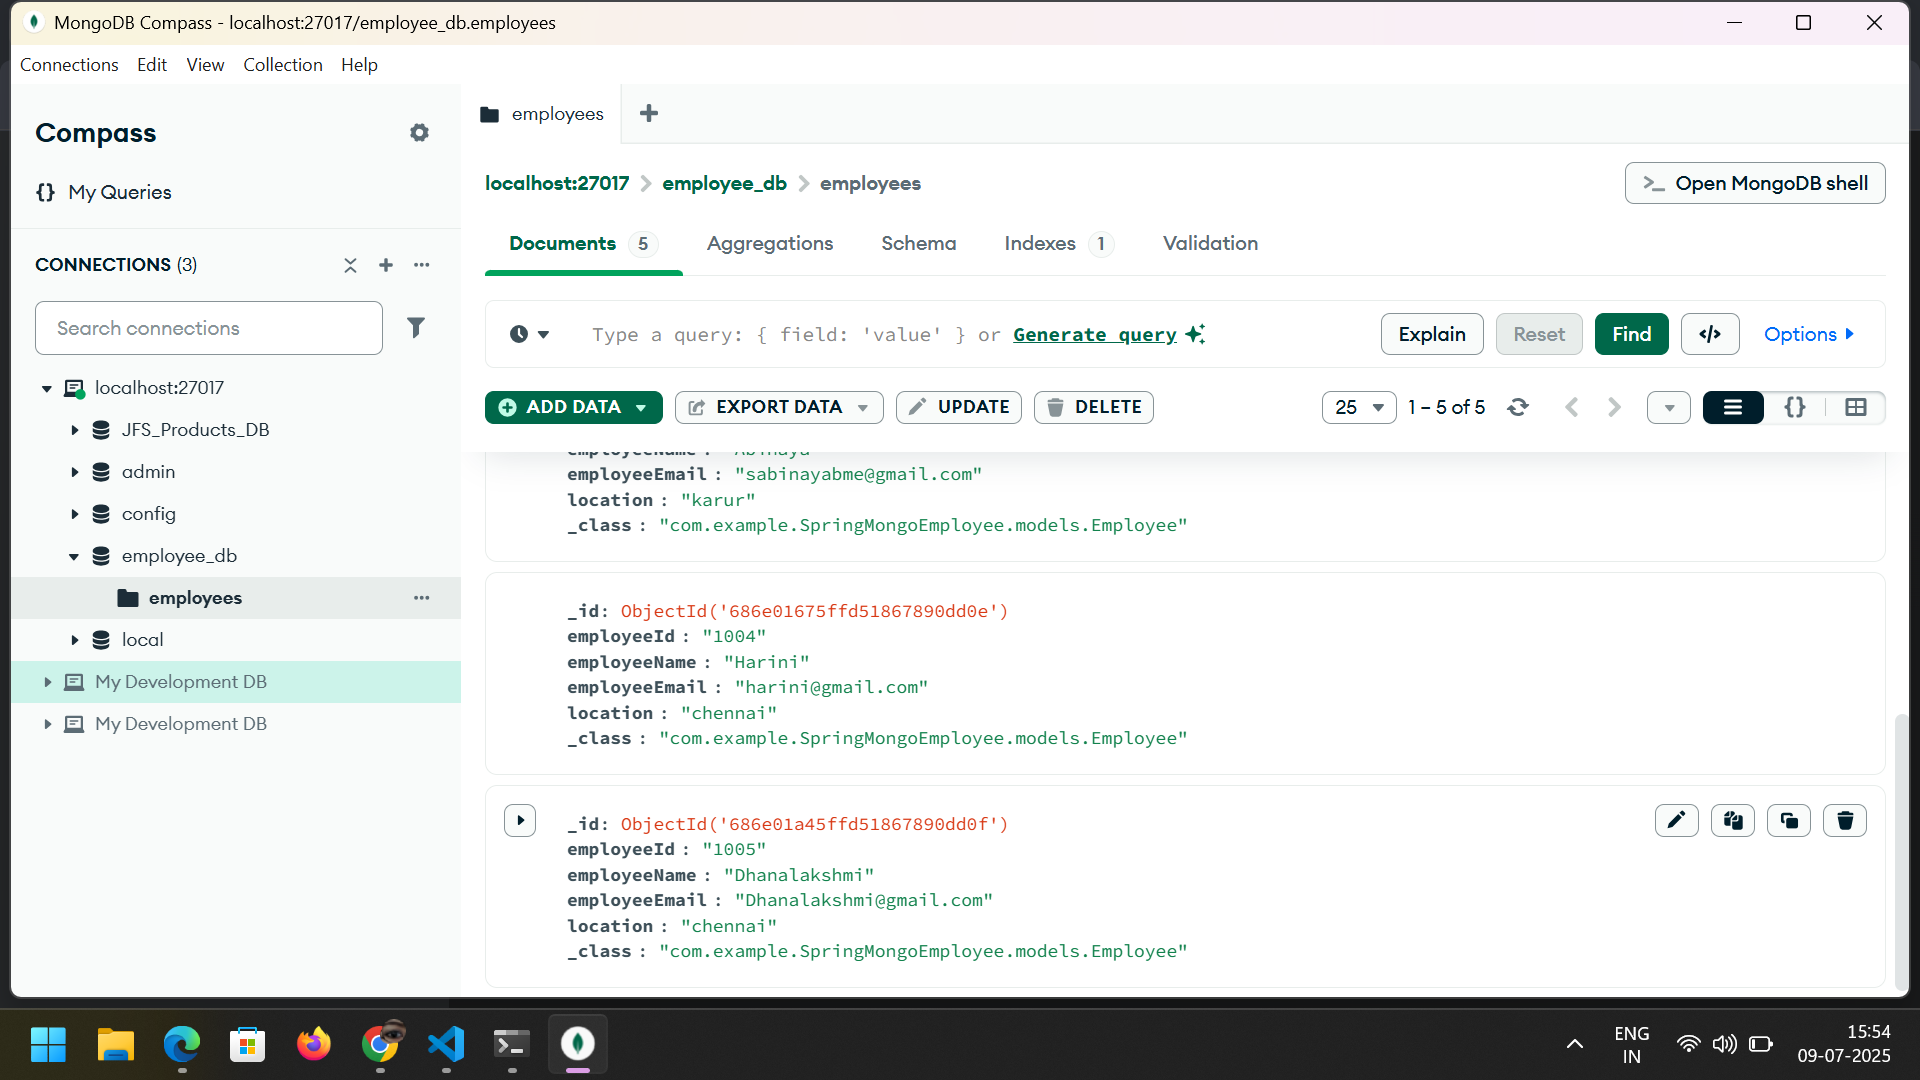 MongoDB Compass - localhost:27017/employee_db.employees
Connections Edit View Collection Help
Compass
{} My Queries
CONNECTIONS (3)
Search connections
localhost:27017
JFS_Products_DB
admin
config
employee_db
employees
local
My Development DB
My Development DB
employees
localhost:27017 > employee_db > employees
>_ Open MongoDB shell
Documents 5 Aggregations Schema Indexes 1 Validation
Type a query: { field: 'value' } or Generate query
Explain Reset Find </> Options
ADD DATA EXPORT DATA UPDATE DELETE
25 1 – 5 of 5 {}
employeeName : "Abinaya"
employeeEmail : "sabinayabme@gmail.com"
location : "karur"
_class : "com.example.SpringMongoEmployee.models.Employee"
_id: ObjectId('686e01675ffd51867890dd0e')
employeeId : "1004"
employeeName : "Harini"
employeeEmail : "harini@gmail.com"
location : "chennai"
_class : "com.example.SpringMongoEmployee.models.Employee"
_id: ObjectId('686e01a45ffd51867890dd0f')
employeeId : "1005"
employeeName : "Dhanalakshmi"
employeeEmail : "Dhanalakshmi@gmail.com"
location : "chennai"
_class : "com.example.SpringMongoEmployee.models.Employee"
ENG
IN
15:54
09-07-2025